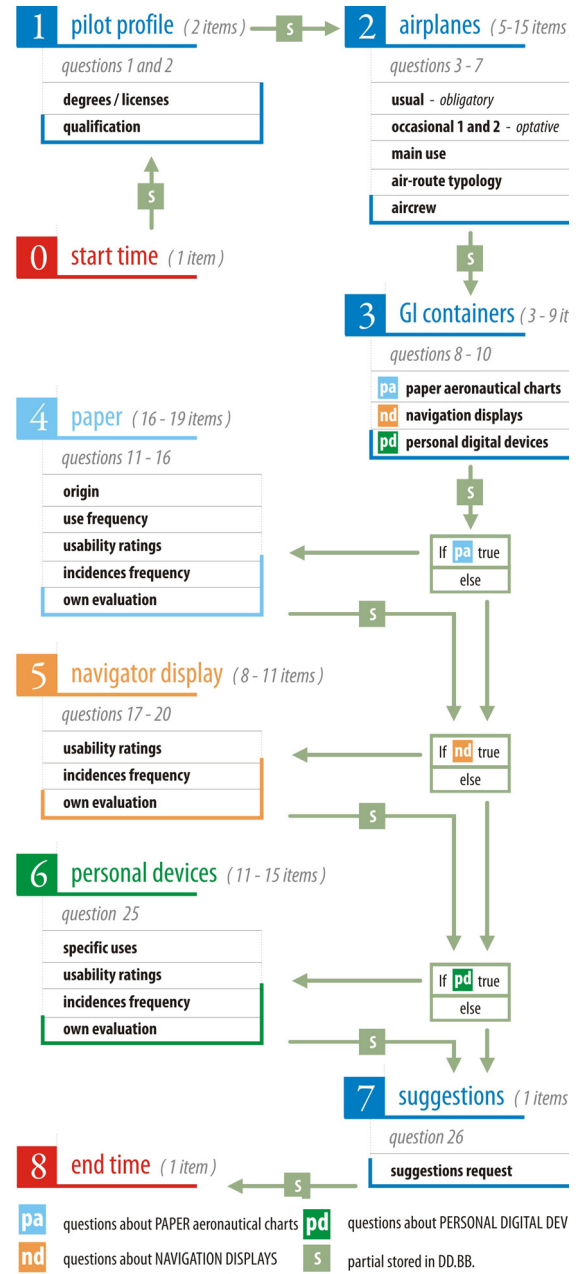 1 pilot profile ( 2 items )
S
2 airplanes ( 5-15 items
questions 1 and 2
degrees / licenses
qualification
questions 3 - 7
usual - obligatory
occasional 1 and 2 - optative
main use
air-route typology
aircrew
S
0 start time ( 1 item )
S
3 GI containers ( 3 - 9
questions 8 - 10
pa paper aeronautical charts
nd navigation displays
pd personal digital devices
S
4 paper ( 16 - 19 items )
questions 11 - 16
origin
use frequency
usability ratings
incidences frequency
own evaluation
If pa true
else
S
5 navigator display ( 8 - 11 items )
questions 17 - 20
usability ratings
incidences frequency
own evaluation
If nd true
else
S
6 personal devices ( 11 - 15 items )
question 25
specific uses
usability ratings
incidences frequency
own evaluation
If pd true
else
S
7 suggestions ( 1 items
question 26
suggestions request
8 end time ( 1 item )
S
pa questions about PAPER aeronautical charts
pd questions about PERSONAL DIGITAL DEV
nd questions about NAVIGATION DISPLAYS
S partial stored in DD.BB.